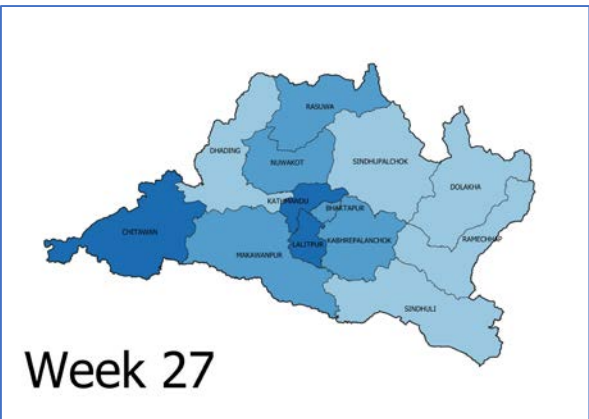 RASUWA
DHADING
NUWAKOT
SINDHUPALCHOK
DOLAKHA
KATHMANDU
BHAKTAPUR
CHITAWAN
LALITPUR
KABHREPALANCHOK
RAMECHHAP
MAKAWANPUR
SINDHULI
Week 27